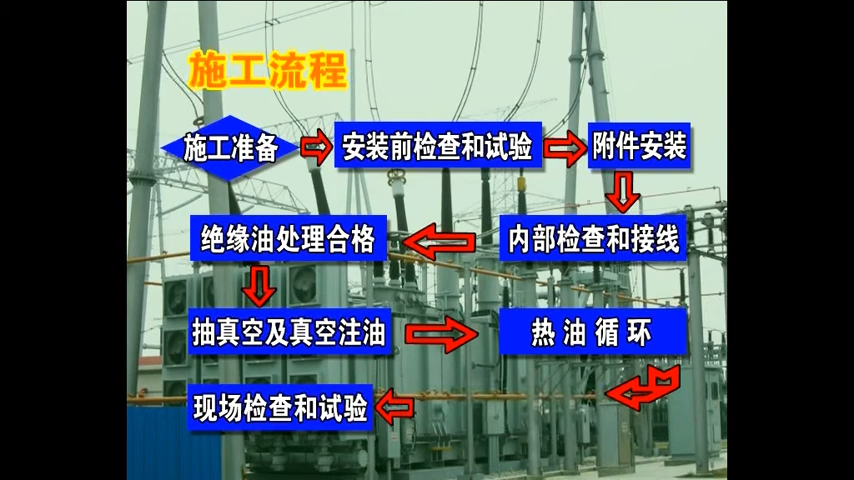 施工流程
施工准备
安装前检查和试验
附件安装
内部检查和接线
绝缘油处理合格
抽真空及真空注油
热油循环
现场检查和试验